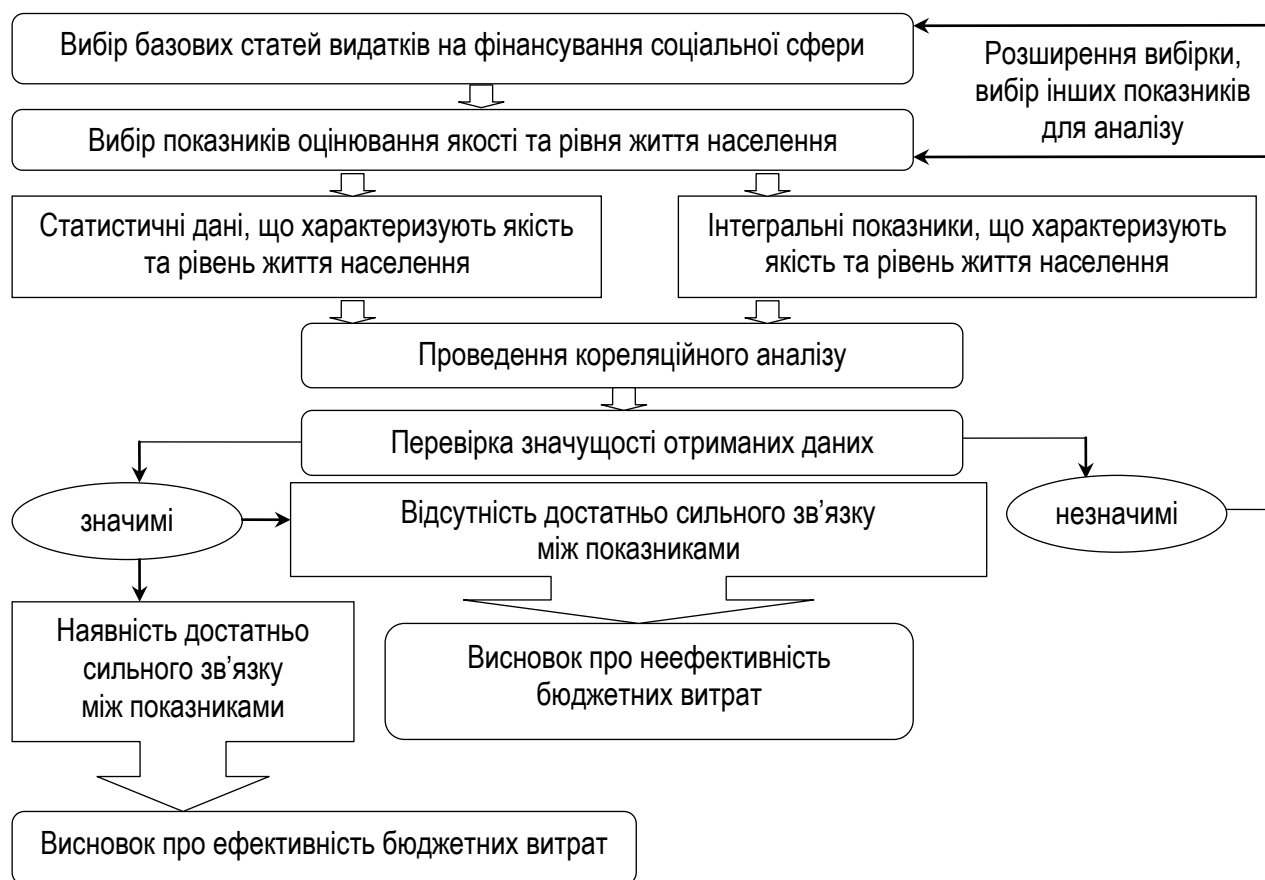 Вибір базових статей видатків на фінансування соціальної сфери
Розширення вибірки,
вибір інших показників
для аналізу
Вибір показників оцінювання якості та рівня життя населення
Статистичні дані, що характеризують якість
та рівень життя населення
Інтегральні показники, що характеризують
якість та рівень життя населення
Проведення кореляційного аналізу
Перевірка значущості отриманих даних
значимі
Відсутність достатньо сильного зв’язку
між показниками
незначимі
Наявність достатньо
сильного зв’язку
між показниками
Висновок про неефективність
бюджетних витрат
Висновок про ефективність бюджетних витрат